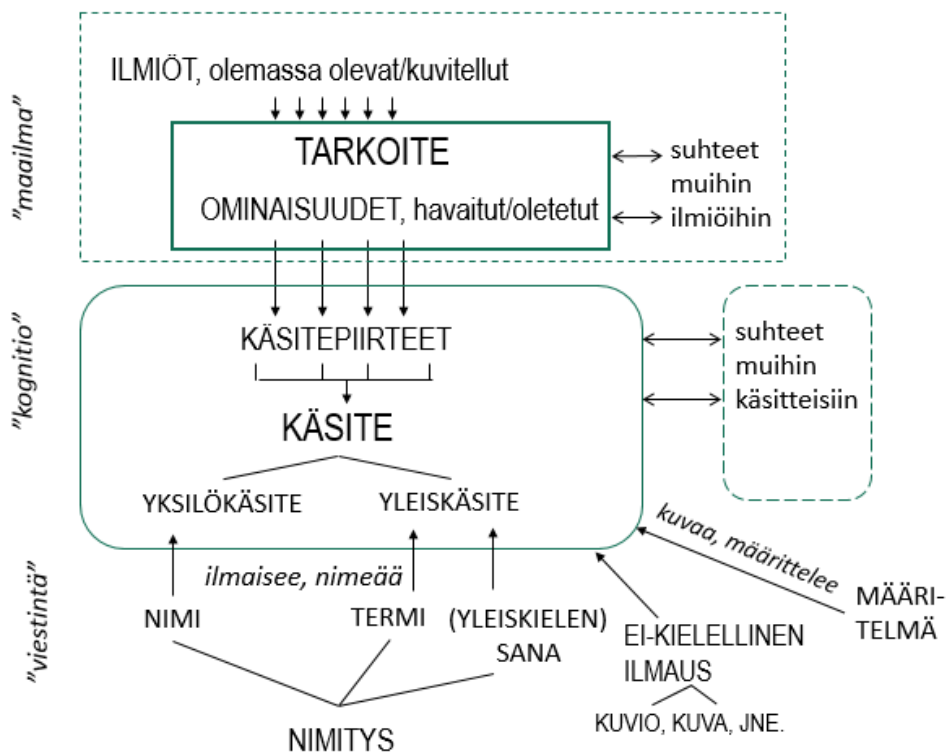 ILMIÖT, olemassa olevat/kuvitellut
"maailma"
TARKOITE
OMINAISUUDET, havaitut/oletetut
suhteet
muihin
ilmiöihin
"kognitio"
KÄSITEPIIRTEET
KÄSITE
YKSILÖKÄSITE
YLEISKÄSITE
suhteet
muihin
käsitteisiin
"viestintä"
ilmaisee, nimeää
kuvaa, määrittelee
NIMI
TERMI
(YLEISKIELEN)
SANA
EI-KIELELLINEN
ILMAUS
KUVIO, KUVA, JNE.
MÄÄRI-
TELMÄ
NIMITYS